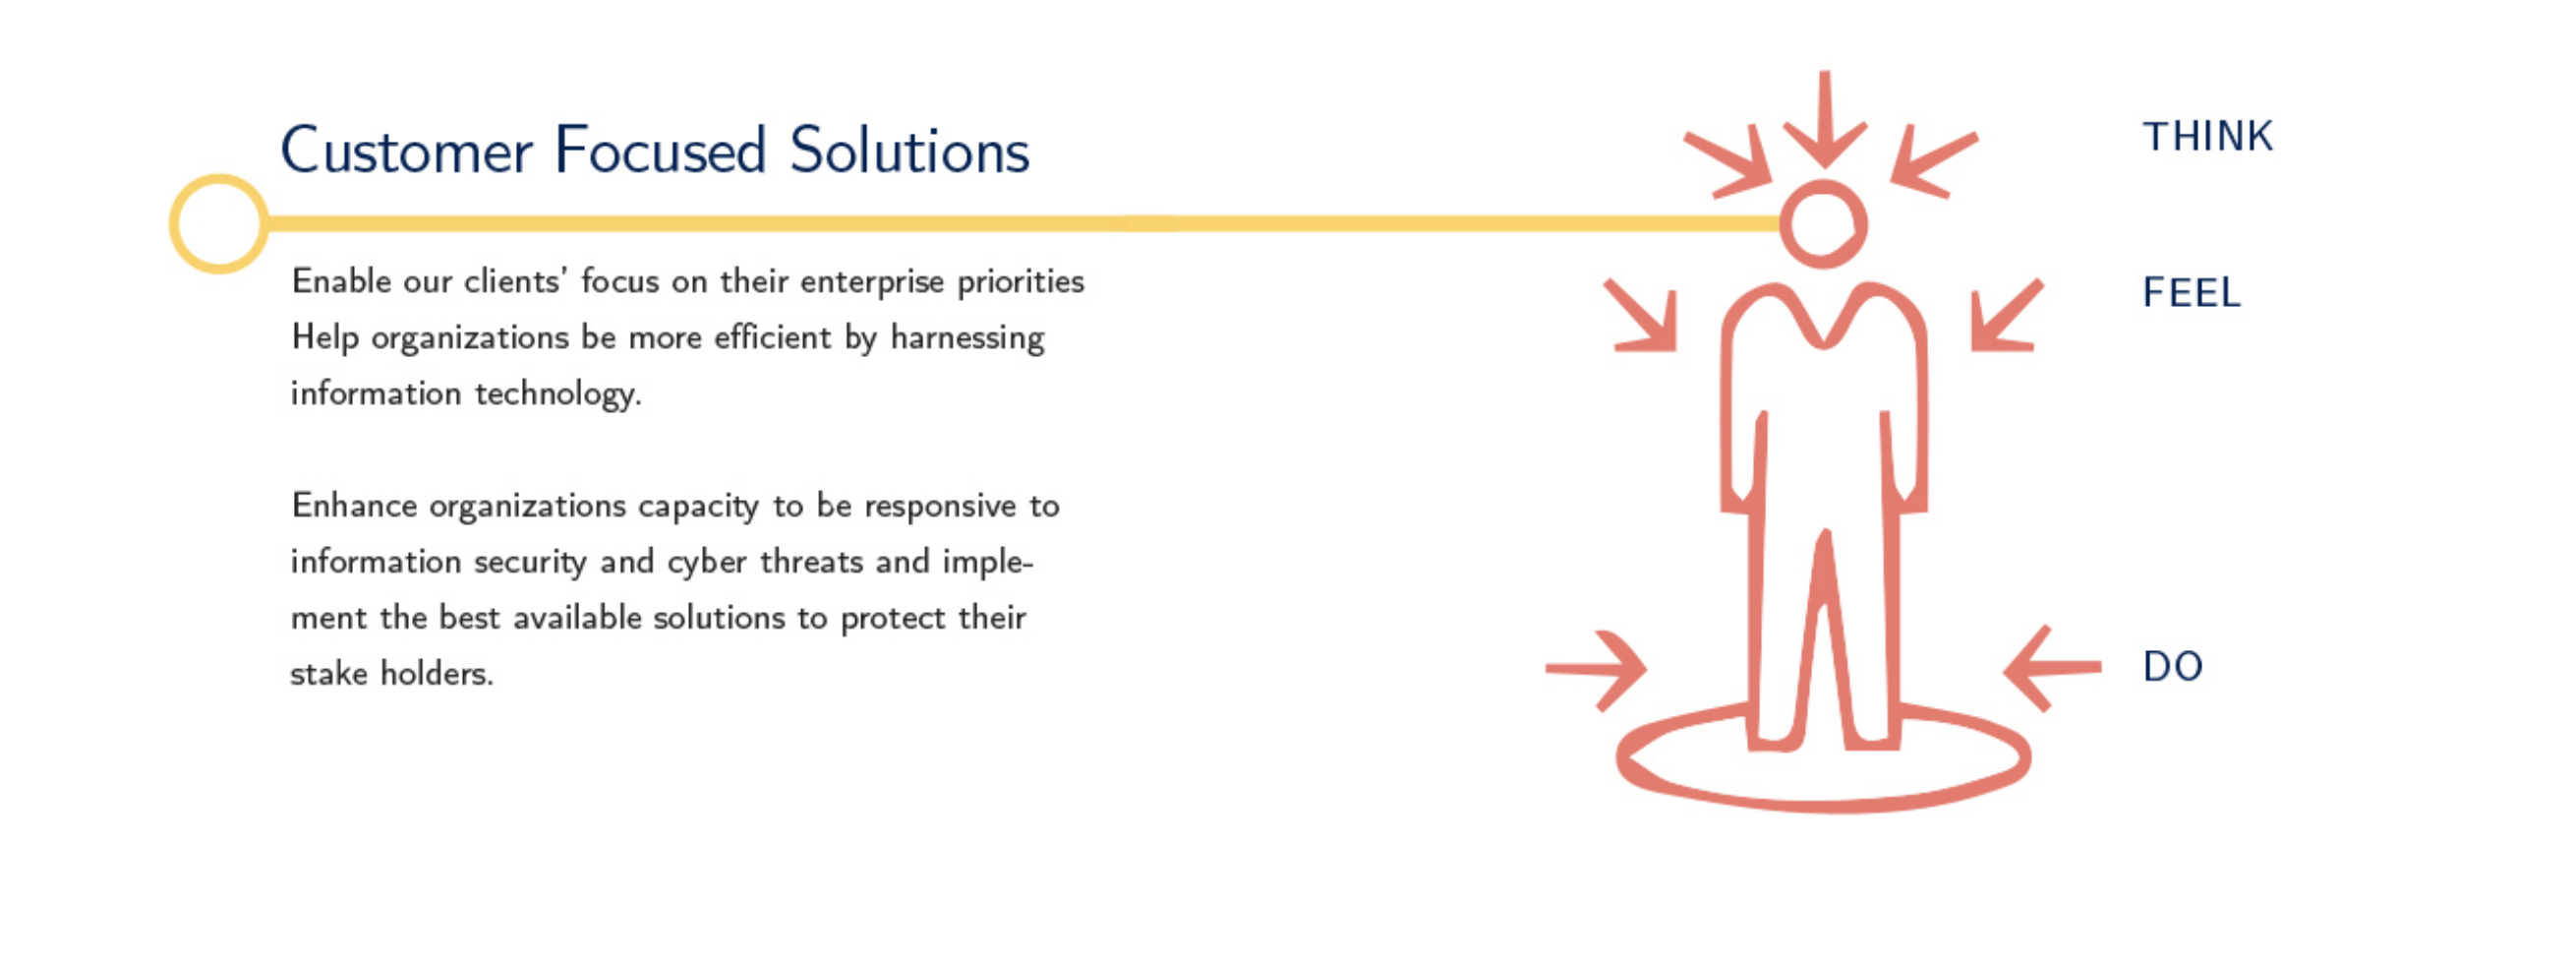 Customer Focused Solutions
Enable our clients' focus on their enterprise priorities
Help organizations be more efficient by harnessing
information technology.
Enhance organizations capacity to be responsive to
information security and cyber threats and imple-
ment the best available solutions to protect their
stake holders.
THINK
FEEL
DO